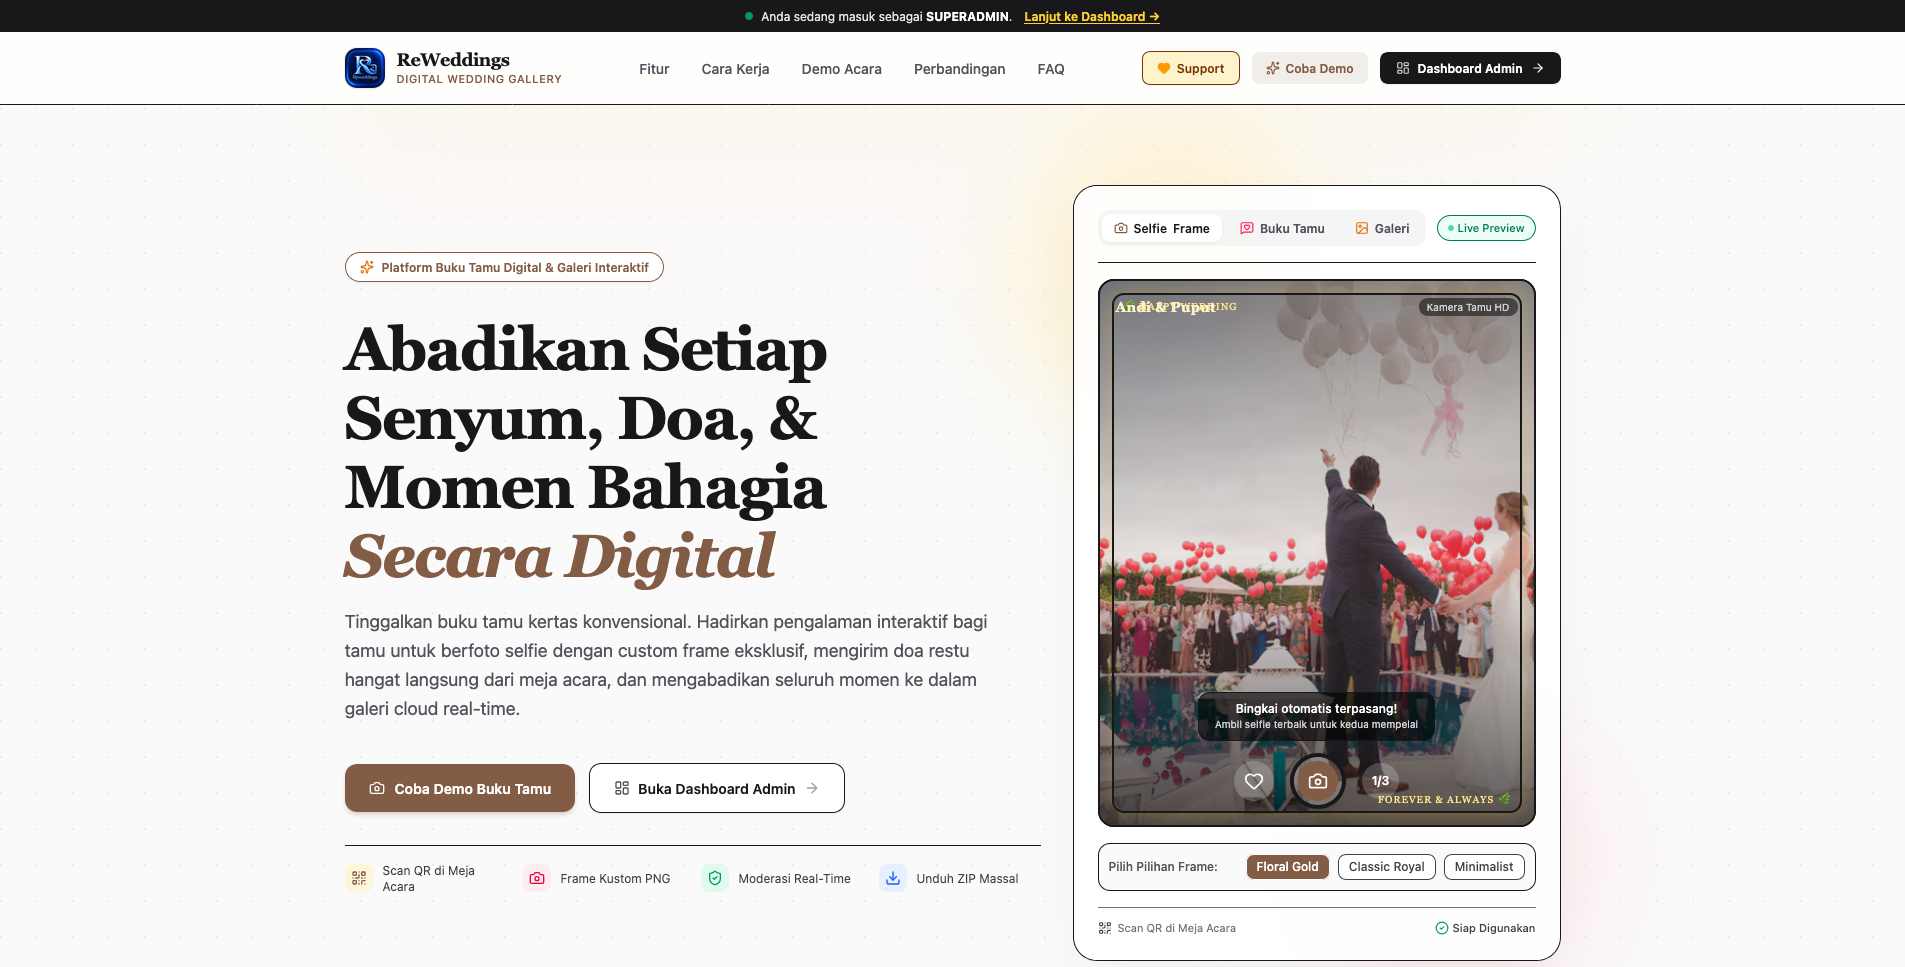 Anda sedang masuk sebagai SUPERADMIN. Lanjut ke Dashboard →
ReWeddings
DIGITAL WEDDING GALLERY
Fitur
Cara Kerja
Demo Acara
Perbandingan
FAQ
Support
Coba Demo
Dashboard Admin →
Platform Buku Tamu Digital & Galeri Interaktif
Abadikan Setiap
Senyum, Doa, &
Momen Bahagia
Secara Digital
Tinggalkan buku tamu kertas konvensional. Hadirkan pengalaman interaktif bagi
tamu untuk berfoto selfie dengan custom frame eksklusif, mengirim doa restu
hangat langsung dari meja acara, dan mengabadikan seluruh momen ke dalam
galeri cloud real-time.
Coba Demo Buku Tamu
Buka Dashboard Admin →
Scan QR di Meja
Acara
Frame Kustom PNG
Moderasi Real-Time
Unduh ZIP Massal
Selfie Frame
Buku Tamu
Galeri
Live Preview
Andi & Puput
WEDDING
Kamera Tamu HD
Bingkai otomatis terpasang!
Ambil selfie terbaik untuk kedua mempelai
1/3
FOREVER & ALWAYS
Pilih Pilihan Frame:
Floral Gold
Classic Royal
Minimalist
Scan QR di Meja Acara
Siap Digunakan